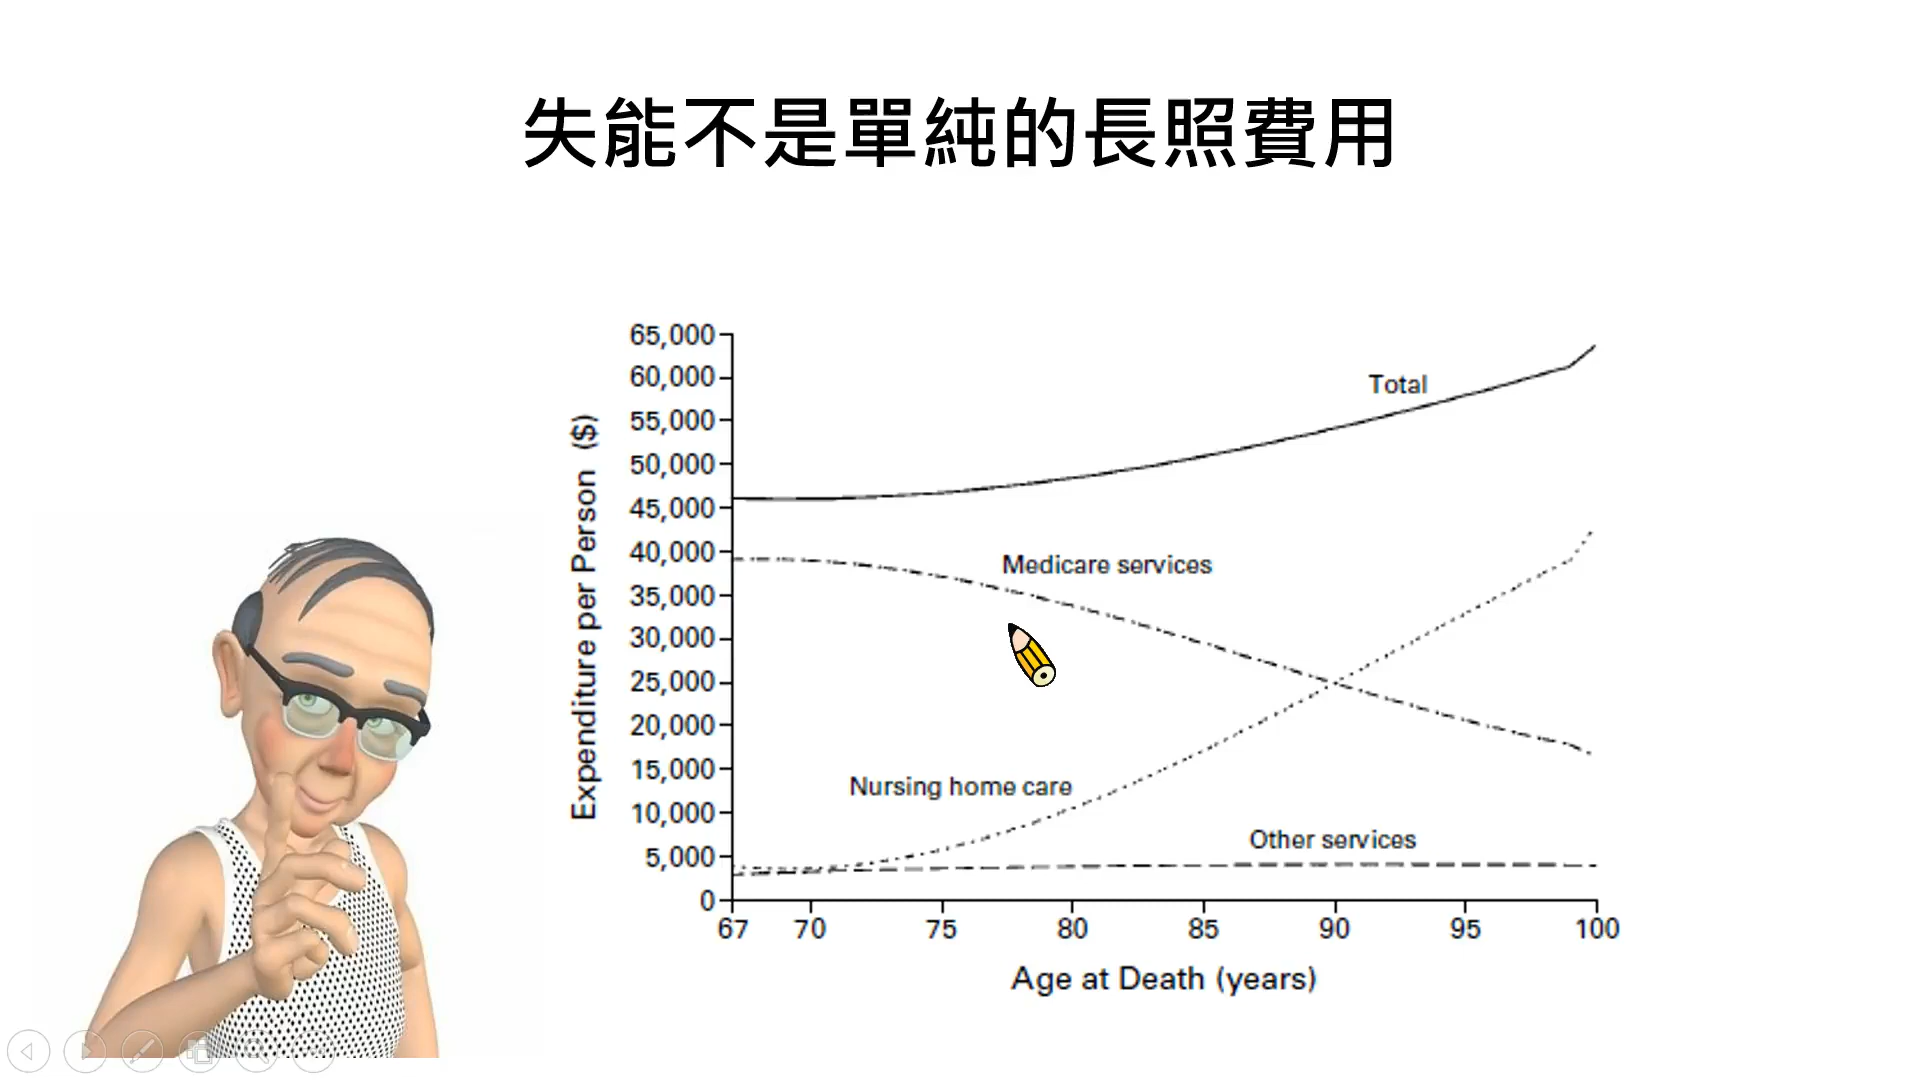 失能不是單純的長照費用
65,000
60,000
55,000
50,000
45,000
40,000
35,000
30,000
25,000
20,000
15,000
10,000
5,000
0
Expenditure per Person ($)
Total
Medicare services
Nursing home care
Other services
67 70 75 80 85 90 95 100
Age at Death (years)